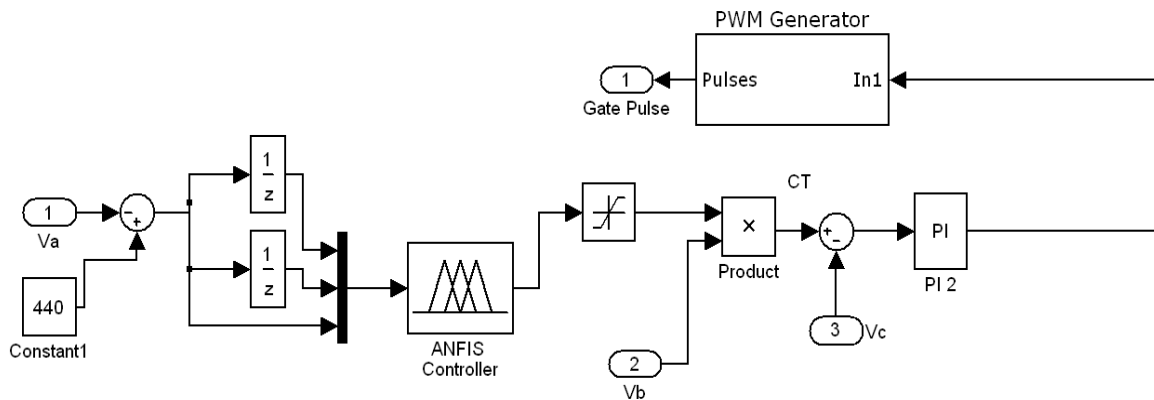 PWM Generator
1
Gate Pulse
Pulses
In1
1
z
1
Va
-
+
440
Constant1
1
z
ANFIS
Controller
CT
×
Product
2
Vb
+
-
3
Vc
PI
PI 2